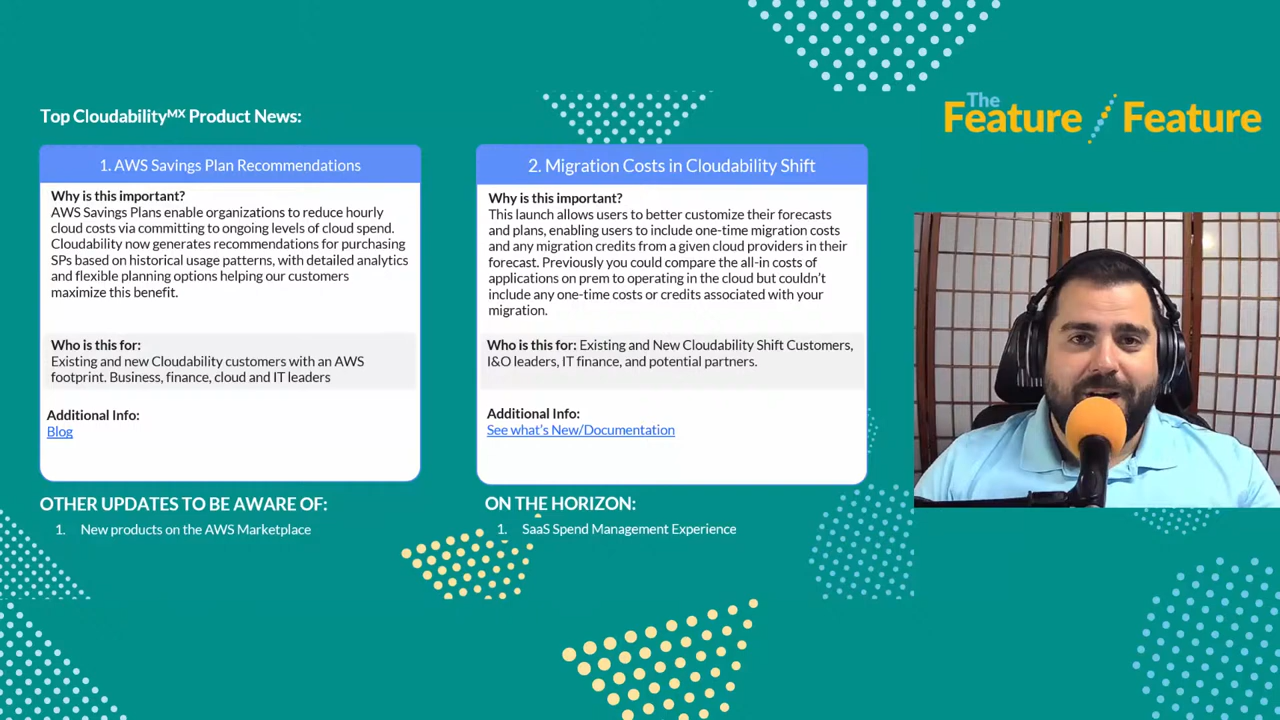 Top Cloudabilityᴹˣ Product News:
The
Feature / Feature
1. AWS Savings Plan Recommendations
Why is this important?
AWS Savings Plans enable organizations to reduce hourly
cloud costs via committing to ongoing levels of cloud spend.
Cloudability now generates recommendations for purchasing
SPs based on historical usage patterns, with detailed analytics
and flexible planning options helping our customers
maximize this benefit.
Who is this for:
Existing and new Cloudability customers with an AWS
footprint. Business, finance, cloud and IT leaders
Additional Info:
Blog
2. Migration Costs in Cloudability Shift
Why is this important?
This launch allows users to better customize their forecasts
and plans, enabling users to include one-time migration costs
and any migration credits from a given cloud providers in their
forecast. Previously you could compare the all-in costs of
applications on prem to operating in the cloud but couldn't
include any one-time costs or credits associated with your
migration.
Who is this for: Existing and New Cloudability Shift Customers,
I&O leaders, IT finance, and potential partners.
Additional Info:
See what's New/Documentation
OTHER UPDATES TO BE AWARE OF:
1. New products on the AWS Marketplace
ON THE HORIZON:
1. SaaS Spend Management Experience